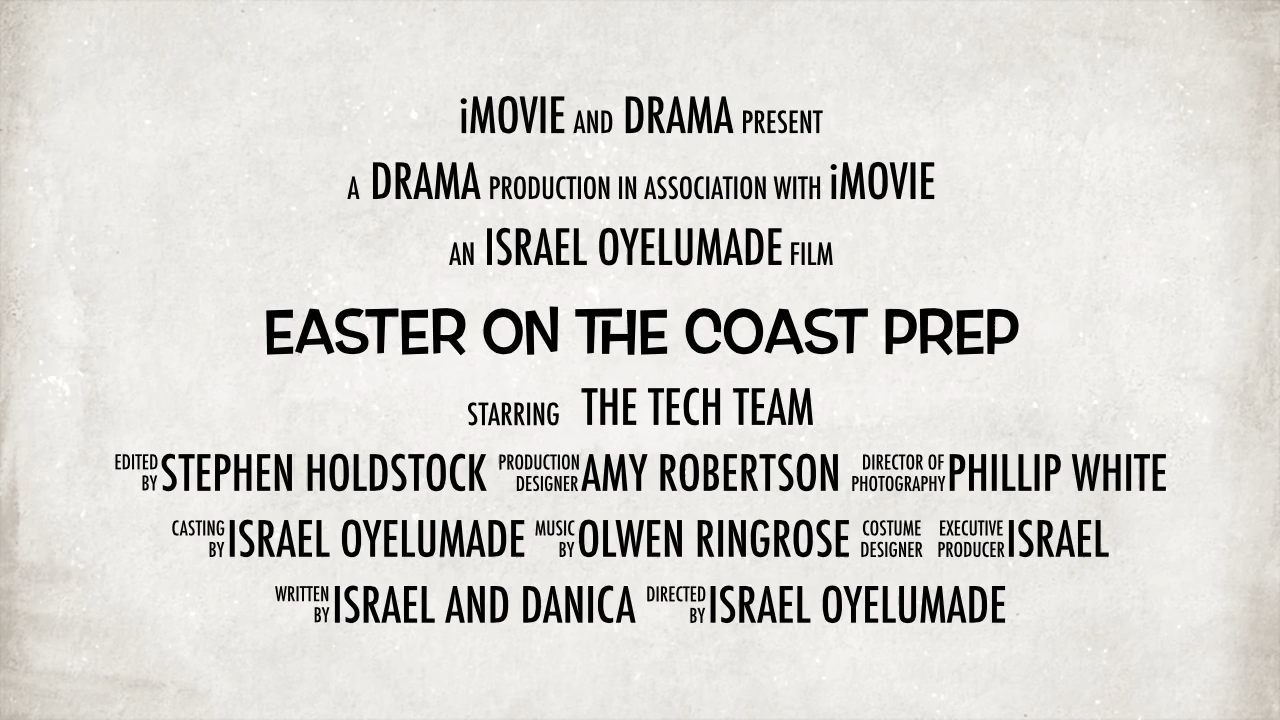 iMOVIE AND DRAMA PRESENT
A DRAMA PRODUCTION IN ASSOCIATION WITH iMOVIE
AN ISRAEL OYELUMADE FILM
EASTER ON THE COAST PREP
STARRING THE TECH TEAM
EDITED BY STEPHEN HOLDSTOCK PRODUCTION DESIGNER AMY ROBERTSON DIRECTOR OF PHOTOGRAPHY PHILLIP WHITE
CASTING BY ISRAEL OYELUMADE MUSIC BY OLWEN RINGROSE COSTUME DESIGNER EXECUTIVE PRODUCER ISRAEL
WRITTEN BY ISRAEL AND DANICA DIRECTED BY ISRAEL OYELUMADE